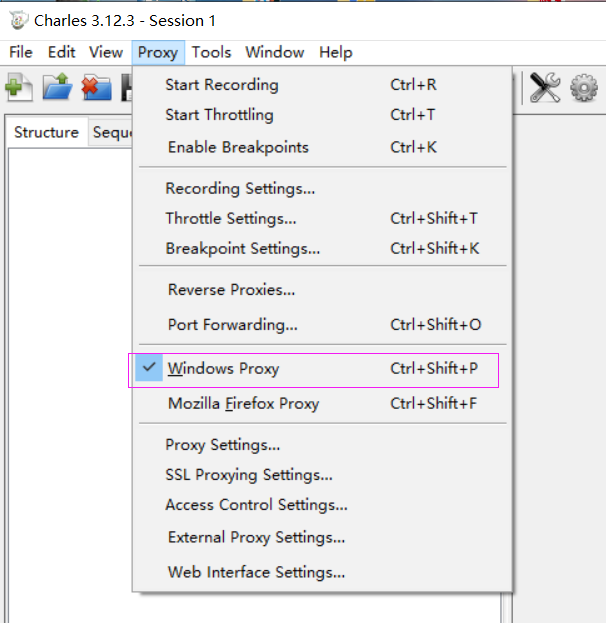 Charles 3.12.3 - Session 1
File Edit View Proxy Tools Window Help
Structure Sequ
Start Recording Ctrl+R
Start Throttling Ctrl+T
Enable Breakpoints Ctrl+K
Recording Settings...
Throttle Settings... Ctrl+Shift+T
Breakpoint Settings... Ctrl+Shift+K
Reverse Proxies...
Port Forwarding... Ctrl+Shift+O
Windows Proxy Ctrl+Shift+P
Mozilla Firefox Proxy Ctrl+Shift+F
Proxy Settings...
SSL Proxying Settings...
Access Control Settings...
External Proxy Settings...
Web Interface Settings...